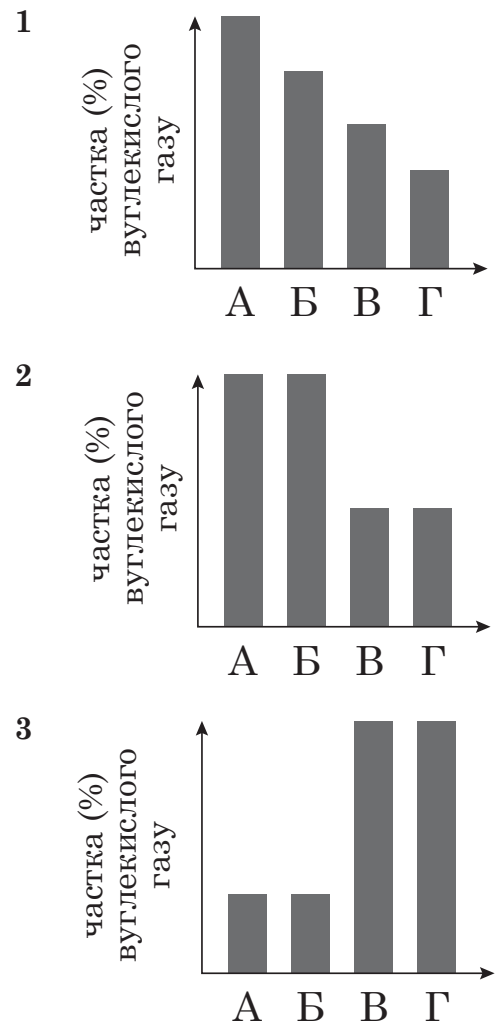 1
частка (%)
вуглекислого
газу
А Б В Г
2
частка (%)
вуглекислого
газу
А Б В Г
3
частка (%)
вуглекислого
газу
А Б В Г